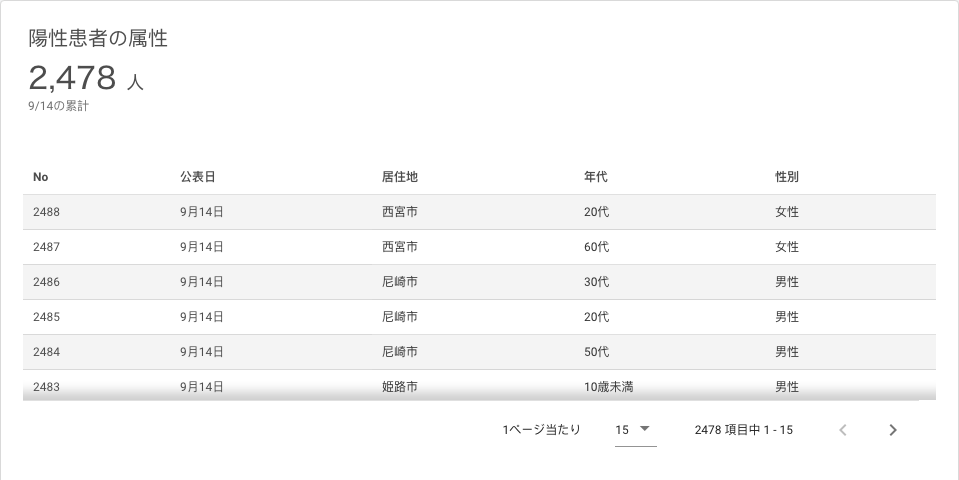 陽性患者の属性
2,478 人
9/14の累計
No 公表日 居住地 年代 性別
2488 9月14日 西宮市 20代 女性
2487 9月14日 西宮市 60代 女性
2486 9月14日 尼崎市 30代 男性
2485 9月14日 尼崎市 20代 男性
2484 9月14日 尼崎市 50代 男性
2483 9月14日 姫路市 10歳未満 男性
1ページ当たり 15 2478 項目中 1 - 15